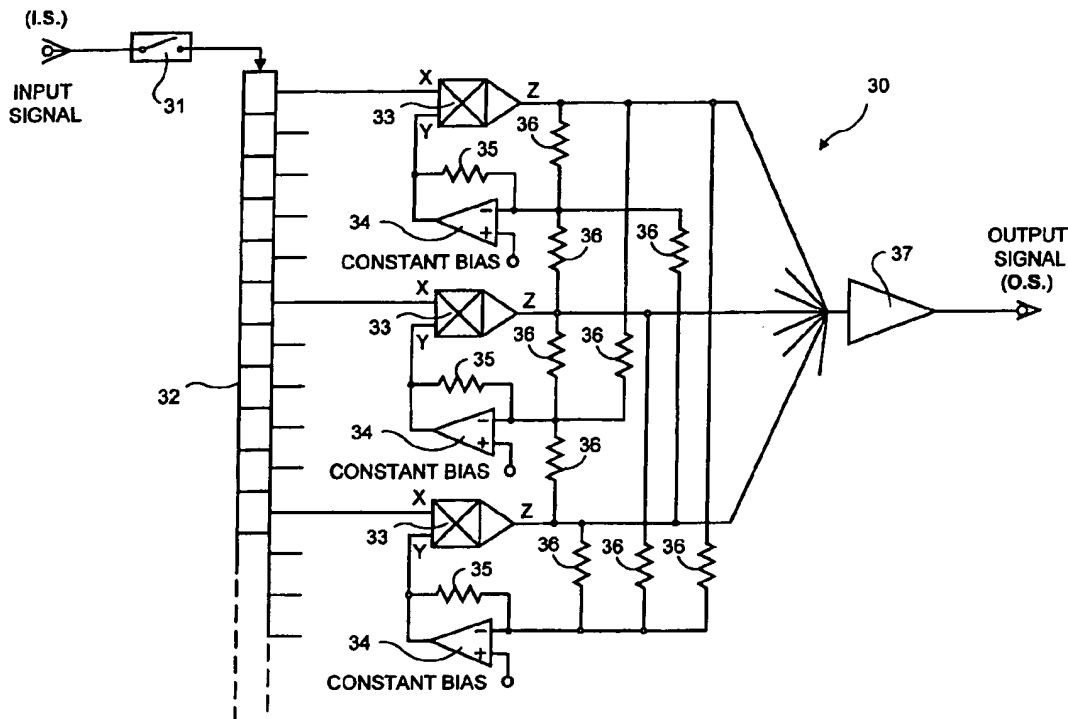 (I.S.)
INPUT
SIGNAL
31
32
X
33
Y
Z
35
34
CONSTANT BIAS
36
36
36
30
X
33
Y
Z
35
34
CONSTANT BIAS
36
36
36
37
OUTPUT
SIGNAL
(O.S.)
X
33
Y
Z
35
34
CONSTANT BIAS
36
36
36